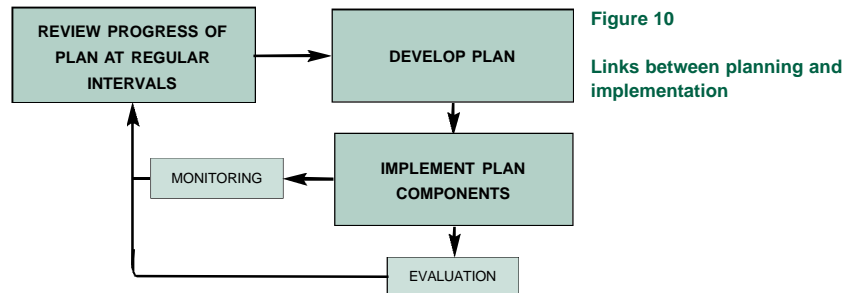 REVIEW PROGRESS OF
PLAN AT REGULAR
INTERVALS
DEVELOP PLAN
Figure 10
Links between planning and
implementation
MONITORING
IMPLEMENT PLAN
COMPONENTS
EVALUATION